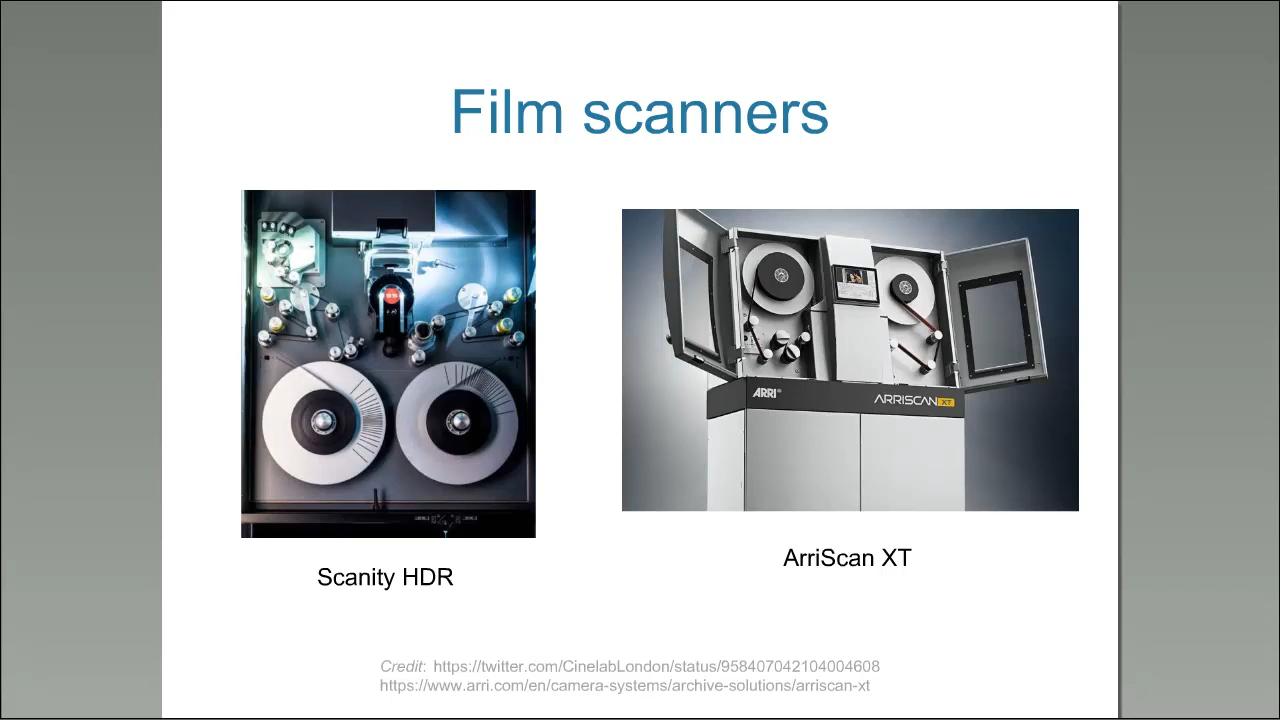 Film scanners
ARRI
ARRISCAN XT
Scanity HDR
ArriScan XT
Credit: https://twitter.com/CinelabLondon/status/958407042104004608
https://www.arri.com/en/camera-systems/archive-solutions/arriscan-xt